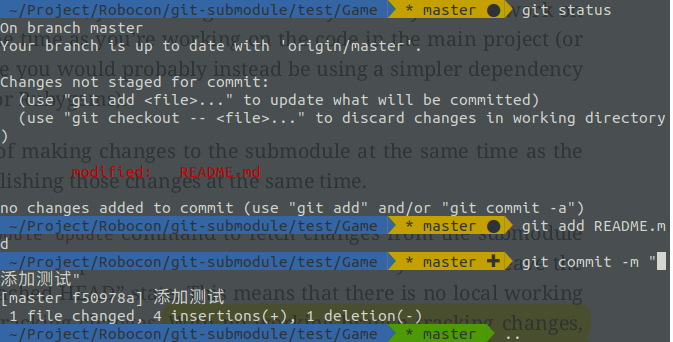 ~/Project/Robocon/git-submodule/test/Game * master ● git status
On branch master
Your branch is up to date with 'origin/master'.
Changes not staged for commit:
(use "git add <file>..." to update what will be committed)
(use "git checkout -- <file>..." to discard changes in working directory
)
modified: README.md
no changes added to commit (use "git add" and/or "git commit -a")
~/Project/Robocon/git-submodule/test/Game * master ● git add README.m
d
~/Project/Robocon/git-submodule/test/Game * master ✚ git commit -m "
添加测试"
[master f50978a] 添加测试
1 file changed, 4 insertions(+), 1 deletion(-)
~/Project/Robocon/git-submodule/test/Game * master ..